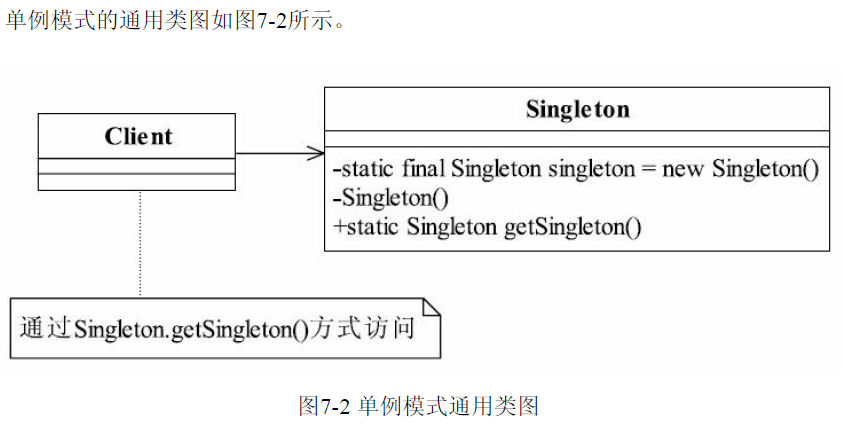 单例模式的通用类图如图7-2所示。
Singleton
Client
-static final Singleton singleton = new Singleton()
-Singleton()
+static Singleton getSingleton()
通过Singleton.getSingleton()方式访问
图7-2 单例模式通用类图